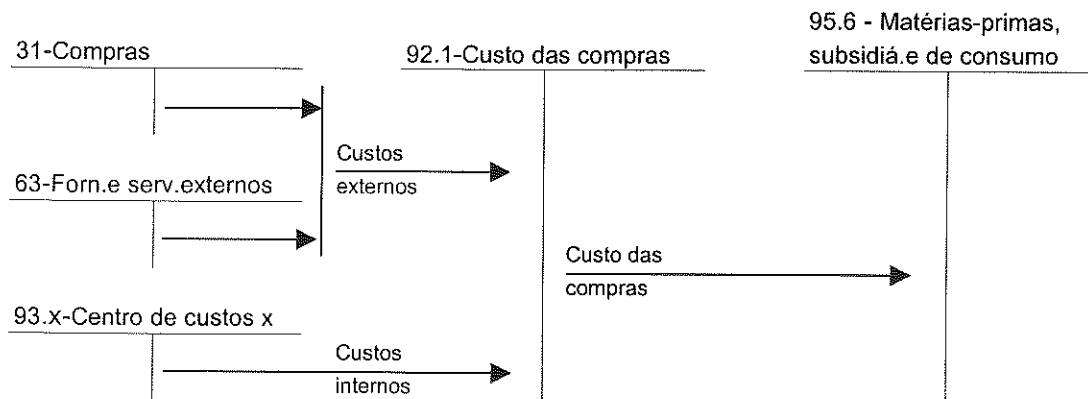 95.6 - Matérias-primas,
subsidiá.e de consumo
31-Compras
92.1-Custo das compras
Custos
externos
63-Forn.e serv.externos
Custo das
compras
93.x-Centro de custos x
Custos
internos